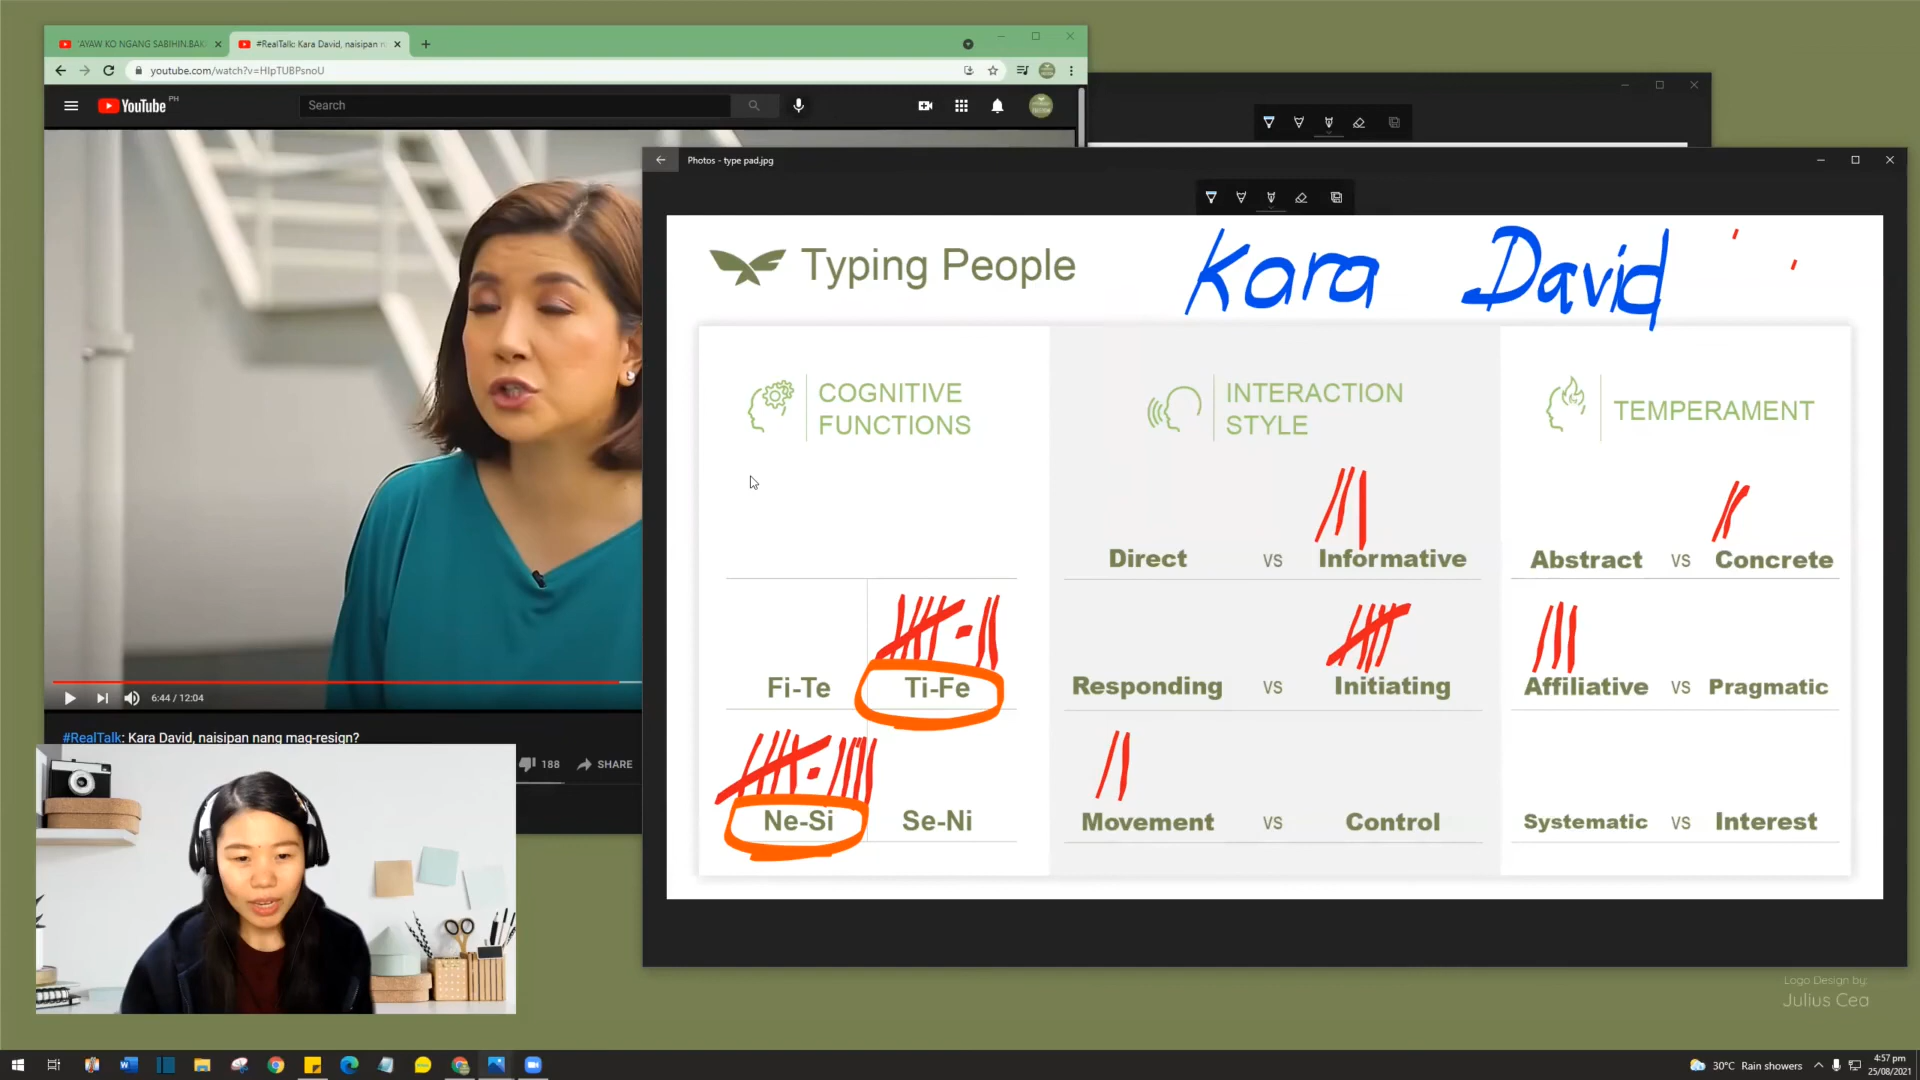 'AYAW KO NGANG SABIHIN.BAK
#RealTalk: Kara David, naisipan n
youtube.com/watch?v=HIpTUBPsnoU
YouTube PH
Search
Photos - type pad.jpg
Typing People
Kara David
COGNITIVE
FUNCTIONS
INTERACTION
STYLE
TEMPERAMENT
Direct VS Informative
Abstract VS Concrete
Fi-Te
Ti-Fe
Responding VS Initiating
Affiliative VS Pragmatic
Ne-Si
Se-Ni
Movement VS Control
Systematic VS Interest
6:44 / 12:04
#RealTalk: Kara David, naisipan nang mag-resign?
188 SHARE
Logo Design by:
Julius Cea
30°C Rain showers
4:57 pm
25/08/2021